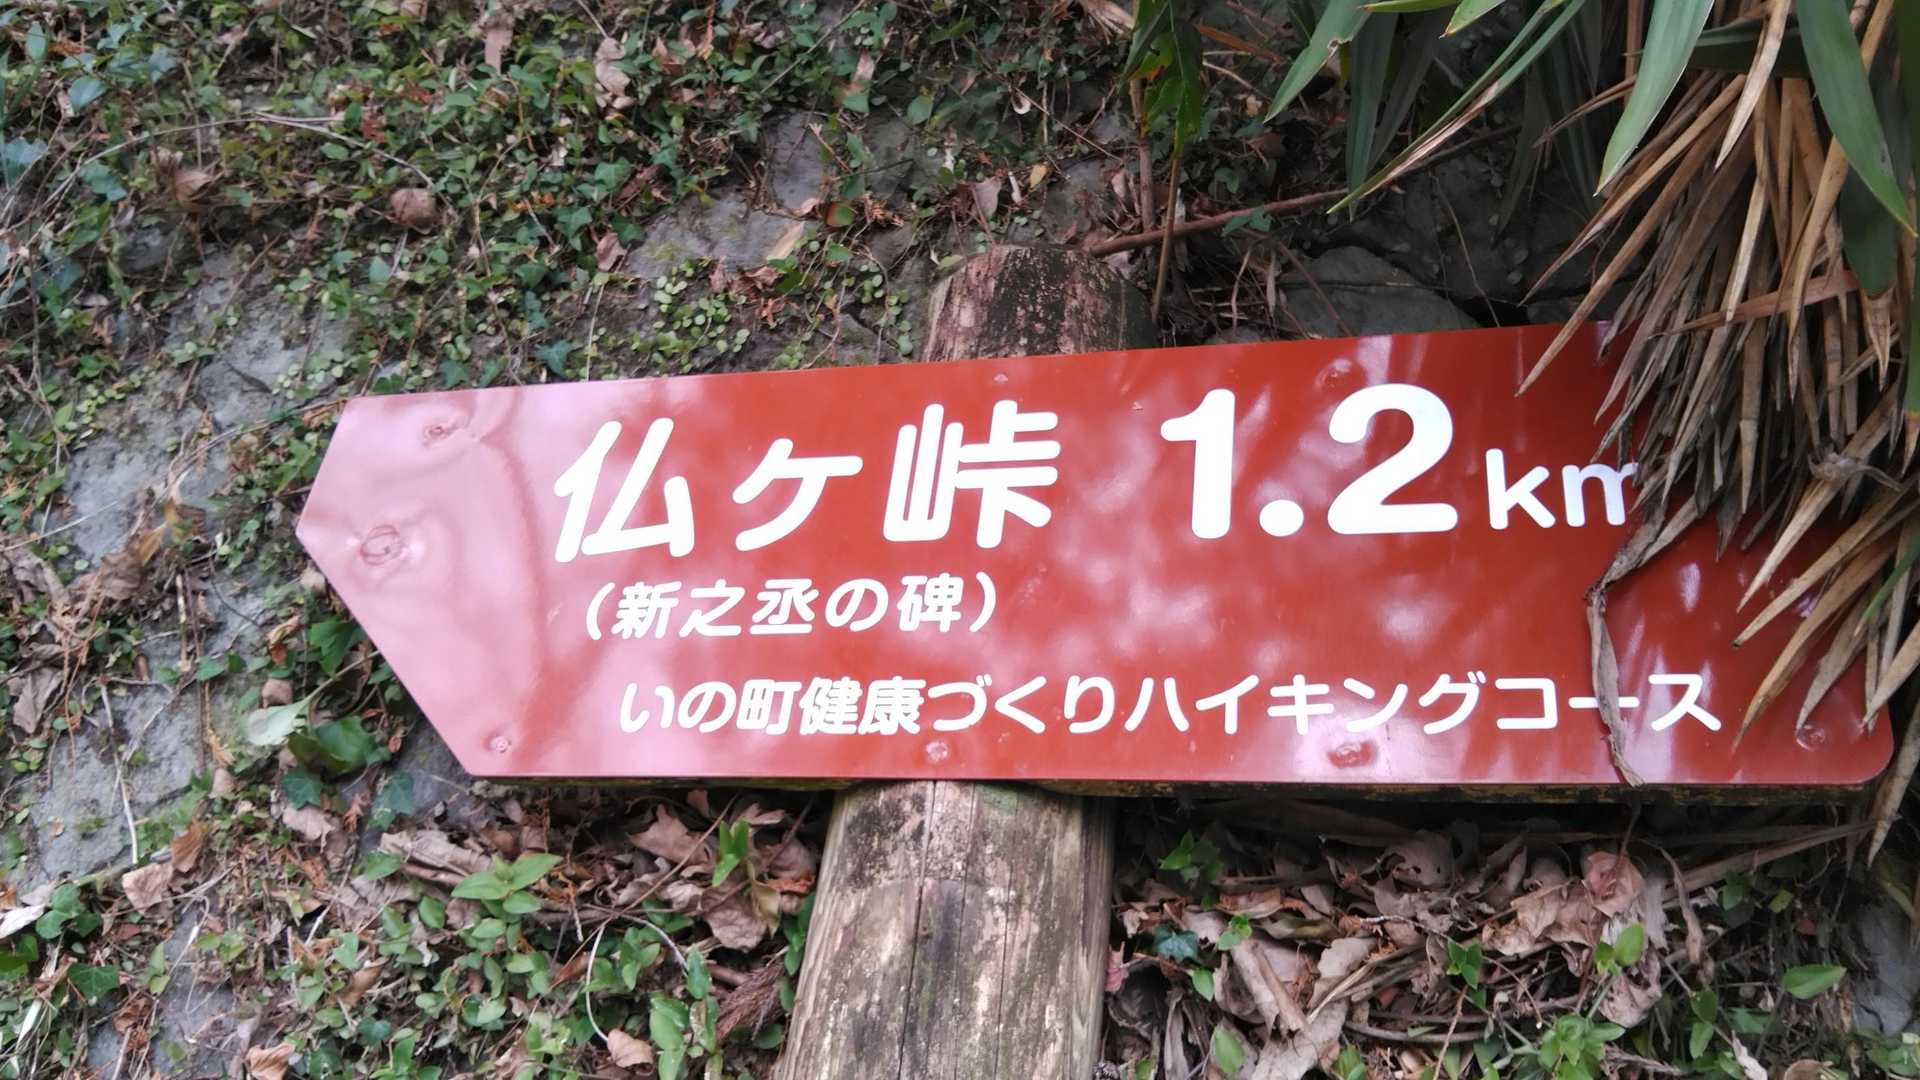 仏ヶ峠 1.2km
(新之丞の碑)
いの町健康づくりハイキングコース